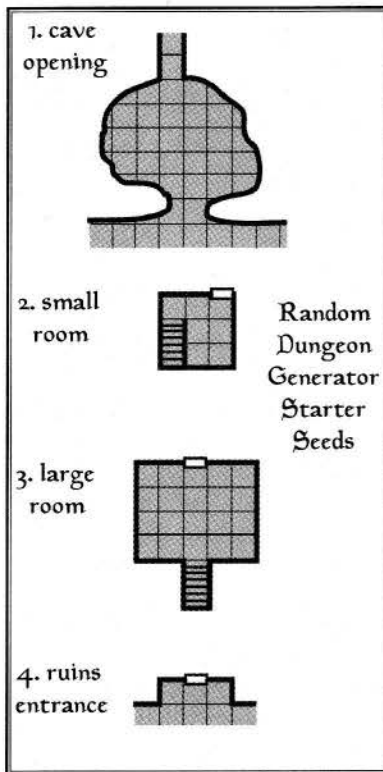 1. cave
opening
2. small
room
Random
Dungeon
Generator
Starter
Seeds
3. large
room
4. ruins
entrance